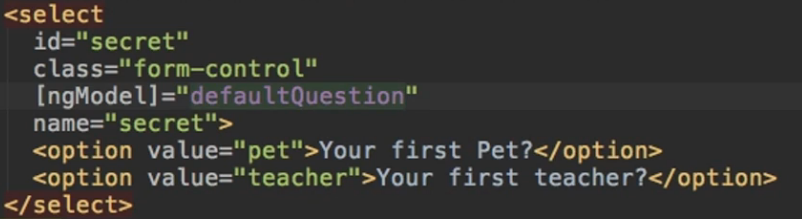 <select
id="secret"
class="form-control"
[ngModel]="defaultQuestion"
name="secret">
<option value="pet">Your first Pet?</option>
<option value="teacher">Your first teacher?</option>
</select>